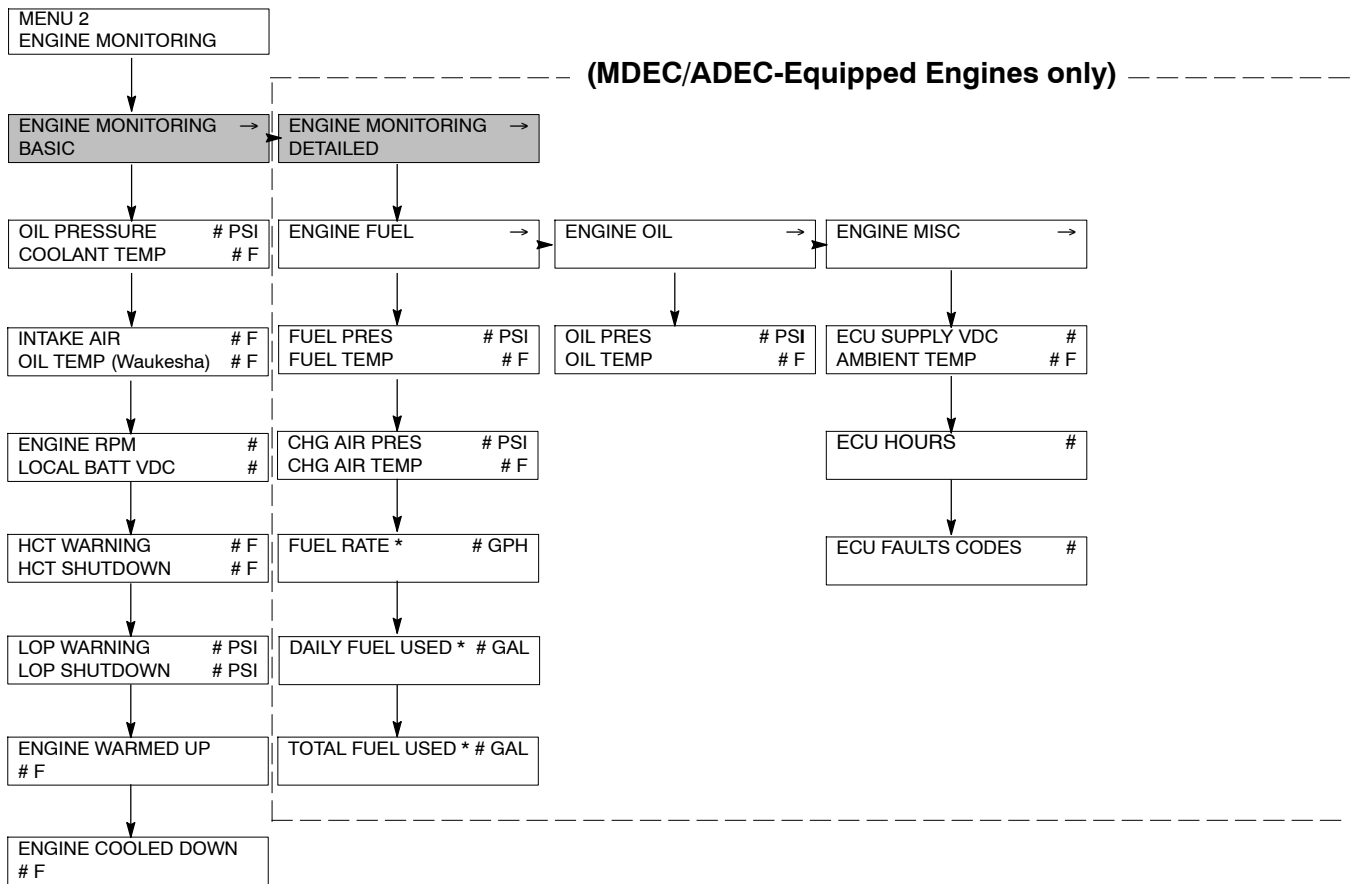 MENU 2
ENGINE MONITORING
(MDEC/ADEC-Equipped Engines only)
ENGINE MONITORING →
BASIC
ENGINE MONITORING →
DETAILED
OIL PRESSURE # PSI
COOLANT TEMP # F
ENGINE FUEL →
ENGINE OIL →
ENGINE MISC →
INTAKE AIR # F
OIL TEMP (Waukesha) # F
FUEL PRES # PSI
FUEL TEMP # F
OIL PRES # PSI
OIL TEMP # F
ECU SUPPLY VDC #
AMBIENT TEMP # F
ENGINE RPM #
LOCAL BATT VDC #
CHG AIR PRES # PSI
CHG AIR TEMP # F
ECU HOURS #
HCT WARNING # F
HCT SHUTDOWN # F
FUEL RATE * # GPH
ECU FAULTS CODES #
LOP WARNING # PSI
LOP SHUTDOWN # PSI
DAILY FUEL USED * # GAL
ENGINE WARMED UP
# F
TOTAL FUEL USED * # GAL
ENGINE COOLED DOWN
# F